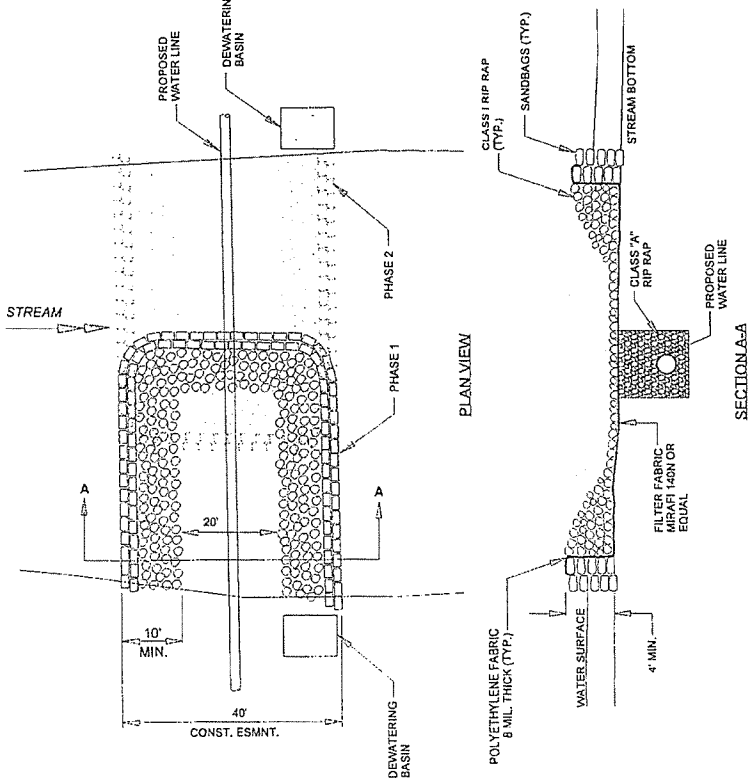 PROPOSED
WATER LINE
DEWATERING
BASIN
STREAM
PHASE 2
PHASE 1
A
A
20'
10'
MIN.
40'
CONST. ESMNT.
DEWATERING
BASIN
PLAN VIEW
CLASS I RIP RAP
(TYP.)
SANDBAGS (TYP.)
STREAM BOTTOM
CLASS "A"
RIP RAP
PROPOSED
WATER LINE
FILTER FABRIC
MIRAFI 140N OR
EQUAL
POLYETHYLENE FABRIC
8 MIL. THICK (TYP.)
WATER SURFACE
4' MIN.
SECTION A-A